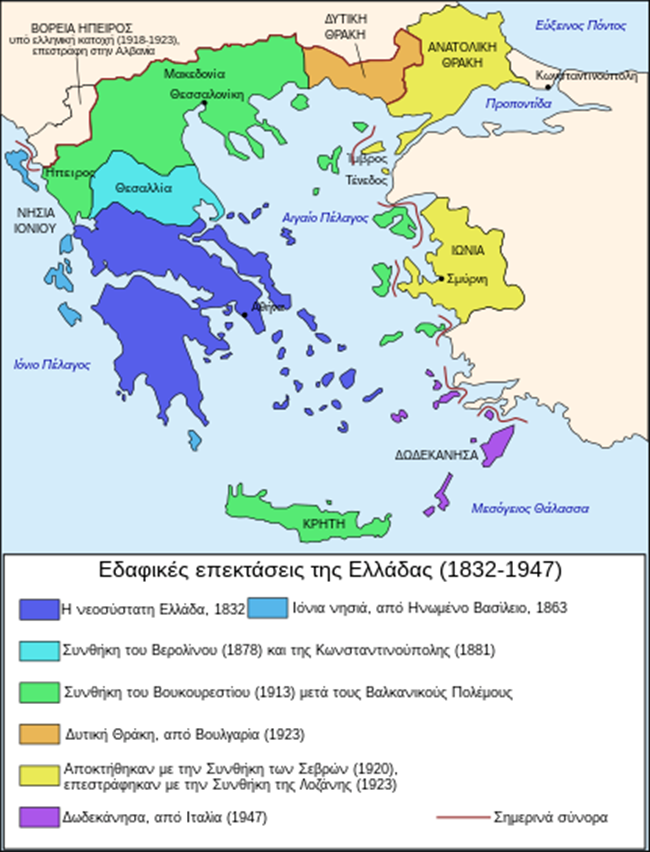 ΒΟΡΕΙΑ ΗΠΕΙΡΟΣ
υπό ελληνική κατοχή (1918-1923),
επεστράφη στην Αλβανία
ΔΥΤΙΚΗ
ΘΡΑΚΗ
ΑΝΑΤΟΛΙΚΗ
ΘΡΑΚΗ
Εύξεινος Πόντος
Κωνσταντινούπολη
Προποντίδα
Μακεδονία
Θεσσαλονίκη
Ίμβρος
Τένεδος
Ήπειρος
Θεσσαλία
ΝΗΣΙΑ
ΙΟΝΙΟΥ
Αιγαίο Πέλαγος
ΙΩΝΙΑ
Σμύρνη
Αθήνα
Ιόνιο Πέλαγος
ΔΩΔΕΚΑΝΗΣΑ
Μεσόγειος Θάλασσα
ΚΡΗΤΗ
Εδαφικές επεκτάσεις της Ελλάδας (1832-1947)
Η νεοσύστατη Ελλάδα, 1832
Ιόνια νησιά, από Ηνωμένο Βασίλειο, 1863
Συνθήκη του Βερολίνου (1878) και της Κωνσταντινούπολης (1881)
Συνθήκη του Βουκουρεστίου (1913) μετά τους Βαλκανικούς Πολέμους
Δυτική Θράκη, από Βουλγαρία (1923)
Αποκτήθηκαν με την Συνθήκη των Σεβρών (1920),
επεστράφηκαν με την Συνθήκη της Λοζάνης (1923)
Δωδεκάνησα, από Ιταλία (1947)
Σημερινά σύνορα